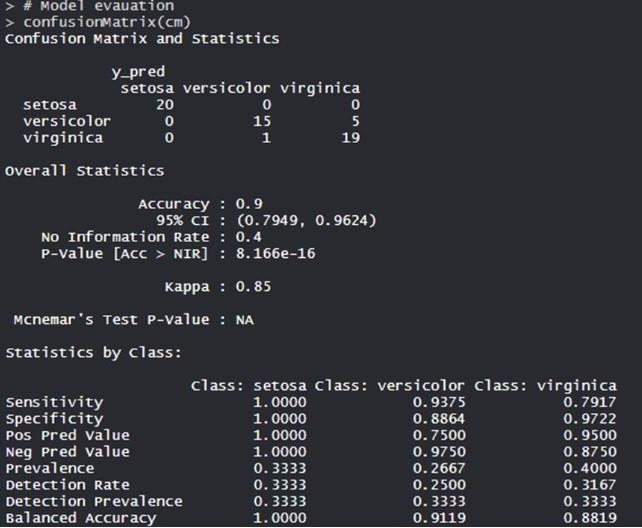 > # Model evauation
> confusionMatrix(cm)
Confusion Matrix and Statistics
y_pred
setosa versicolor virginica
setosa 20 0 0
versicolor 0 15 5
virginica 0 1 19
Overall Statistics
Accuracy : 0.9
95% CI : (0.7949, 0.9624)
No Information Rate : 0.4
P-Value [Acc > NIR] : 8.166e-16
Kappa : 0.85
Mcnemar's Test P-Value : NA
Statistics by Class:
Class: setosa Class: versicolor Class: virginica
Sensitivity 1.0000 0.9375 0.7917
Specificity 1.0000 0.8864 0.9722
Pos Pred Value 1.0000 0.7500 0.9500
Neg Pred Value 1.0000 0.9750 0.8750
Prevalence 0.3333 0.2667 0.4000
Detection Rate 0.3333 0.2500 0.3167
Detection Prevalence 0.3333 0.3333 0.3333
Balanced Accuracy 1.0000 0.9119 0.8819